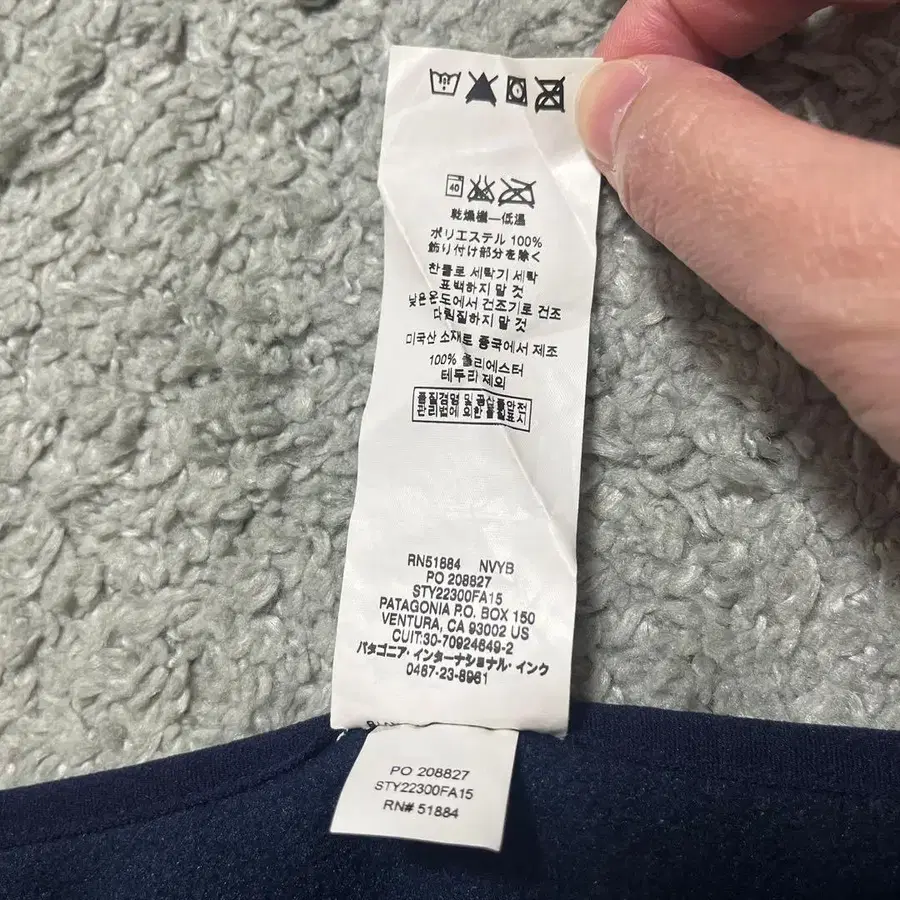 40
乾燥機—低温
ポリエステル 100%
飾り付け部分を除く
찬물로 세탁기 세탁
표백하지 말 것
낮은온도에서 건조기로 건조
다림질하지 말 것
미국산 소재로 중국에서 제조
100% 폴리에스터
테두리 제외
RN51884 NVYB
PO 208827
STY22300FA15
PATAGONIA P.O. BOX 150
VENTURA, CA 93002 US
CUIT:30-70924849-2
パタゴニア・インターナショナル・インク
0467-23-8961
PO 208827
STY22300FA15
RN# 51884